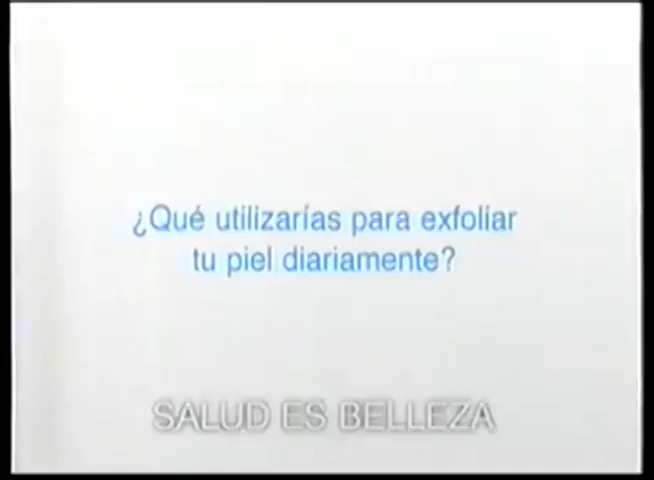 ¿Qué utilizarías para exfoliar
tu piel diariamente?
SALUD ES BELLEZA